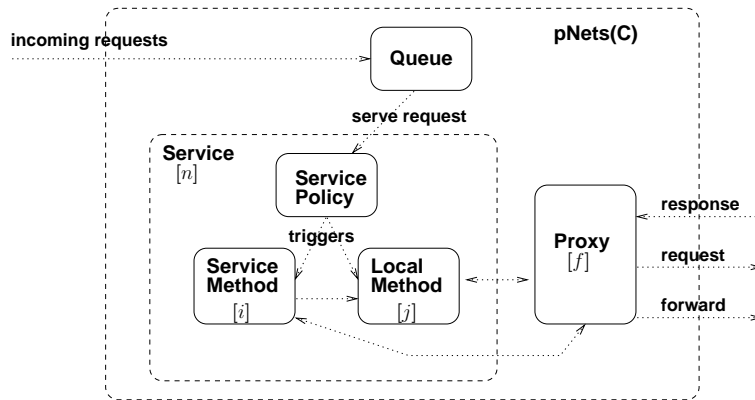 pNets(C)
incoming requests
Queue
serve request
Service
[n]
Service
Policy
triggers
Service
Method
[i]
Local
Method
[j]
Proxy
[f]
response
request
forward